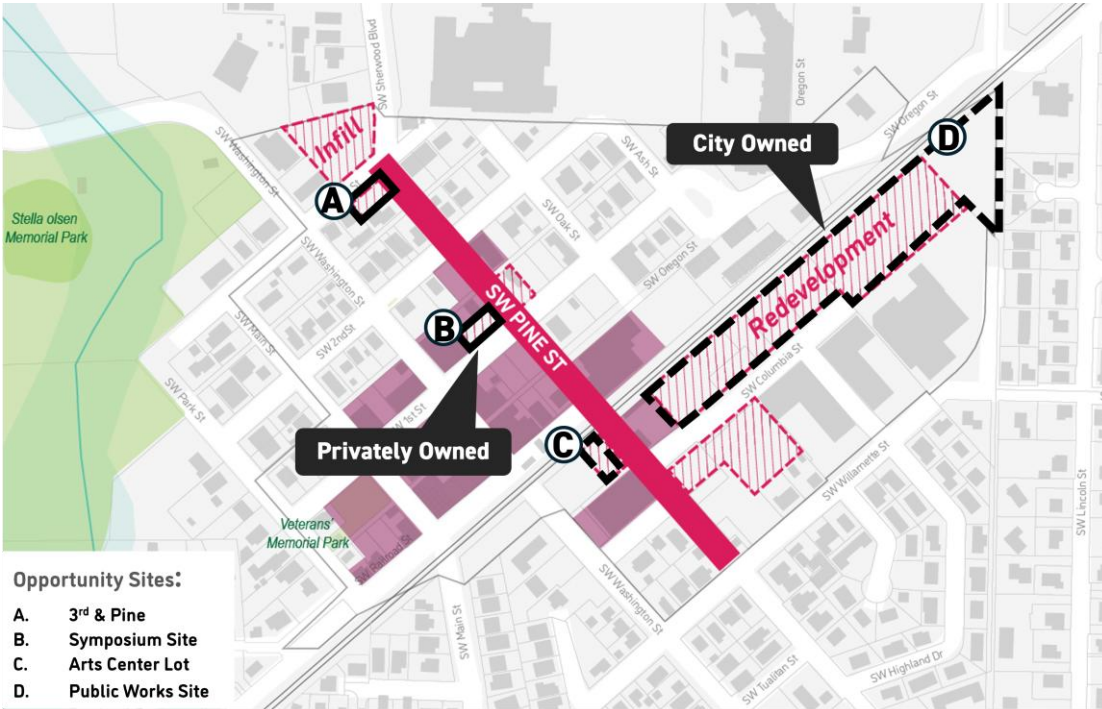 SW Sherwood Blvd
Oregon St
SW Oregon St
SW Washington St
Infill
City Owned
D
SW Ash St
A
Stella olsen
Memorial Park
SW Oak St
SW Washington St
SW Oregon St
Redevelopment
SW Main St
SW 2nd St
B
SW PINE ST
SW Columbia St
SW Park St
1st St
Privately Owned
C
SW Willamette St
SW Lincoln St
Veterans'
Memorial Park
SW Railroad St
SW Washington St
SW Main St
SW Tualitan St
SW Highland Dr
Opportunity Sites:
A. 3rd & Pine
B. Symposium Site
C. Arts Center Lot
D. Public Works Site